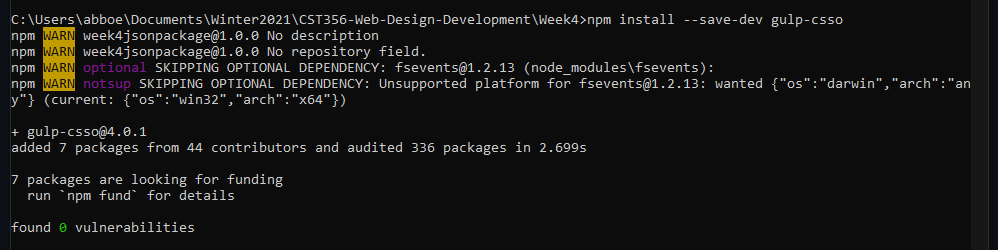 C:\Users\abboe\Documents\Winter2021\CST356-Web-Design-Development\Week4>npm install --save-dev gulp-csso
npm WARN week4jsonpackage@1.0.0 No description
npm WARN week4jsonpackage@1.0.0 No repository field.
npm WARN optional SKIPPING OPTIONAL DEPENDENCY: fsevents@1.2.13 (node_modules\fsevents):
npm WARN notsup SKIPPING OPTIONAL DEPENDENCY: Unsupported platform for fsevents@1.2.13: wanted {"os":"darwin","arch":"an
y"} (current: {"os":"win32","arch":"x64"})
+ gulp-csso@4.0.1
added 7 packages from 44 contributors and audited 336 packages in 2.699s
7 packages are looking for funding
  run `npm fund` for details
found 0 vulnerabilities